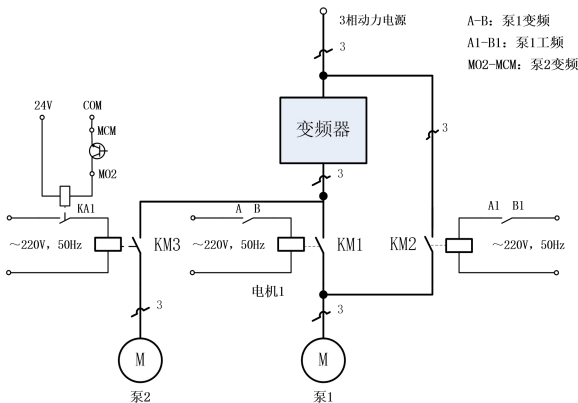 3相动力电源
A-B: 泵1变频
A1-B1: 泵1工频
MO2-MCM: 泵2变频
3
变频器
3
3
24V
COM
MCM
MO2
KA1
A B
A1 B1
～220V, 50Hz
KM3
～220V, 50Hz
KM1
KM2
～220V, 50Hz
电机1
3
3
M
M
泵2
泵1